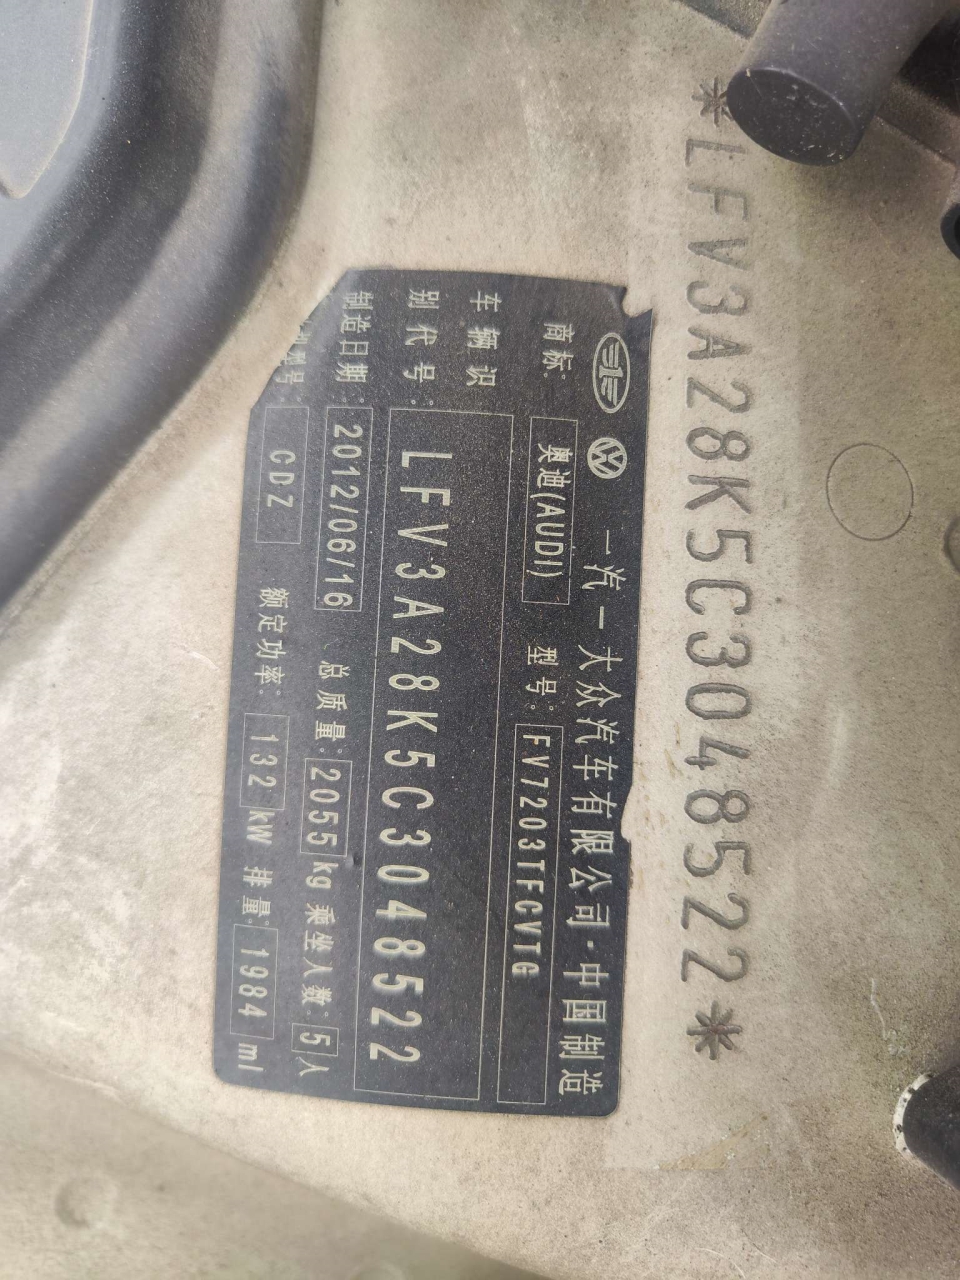 *LFV3A28K5C3048522*
一汽一大众汽车有限公司·中国制造
商标: 奥迪(AUDI) 型号: FV7203TFCVTG
车辆识
别代号: LFV3A28K5C3048522
制造日期: 2012/06/16 总质量: 2055 kg 乘坐人数: 5 人
型号: CDZ 额定功率: 132 kW 排量: 1984 ml